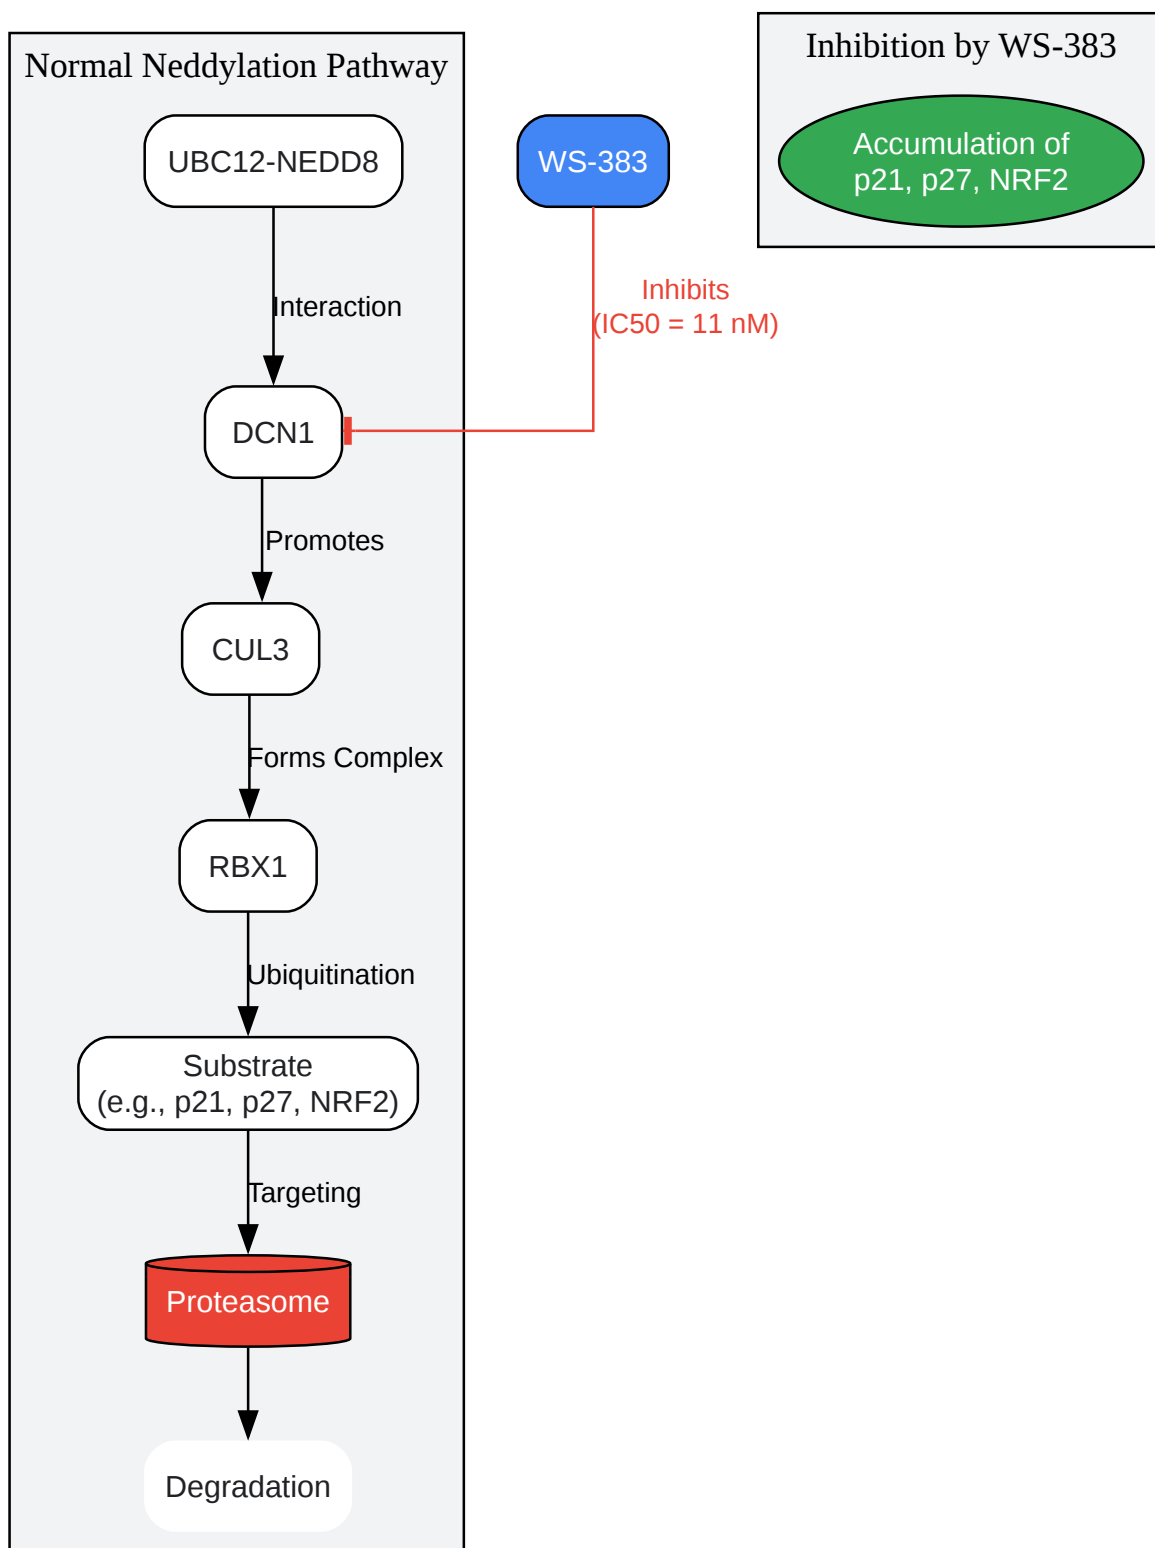 Normal Neddylation Pathway
UBC12-NEDD8
Interaction
DCN1
Promotes
CUL3
Forms Complex
RBX1
Ubiquitination
Substrate
(e.g., p21, p27, NRF2)
Targeting
Proteasome
Degradation
WS-383
Inhibits
(IC50 = 11 nM)
Inhibition by WS-383
Accumulation of
p21, p27, NRF2